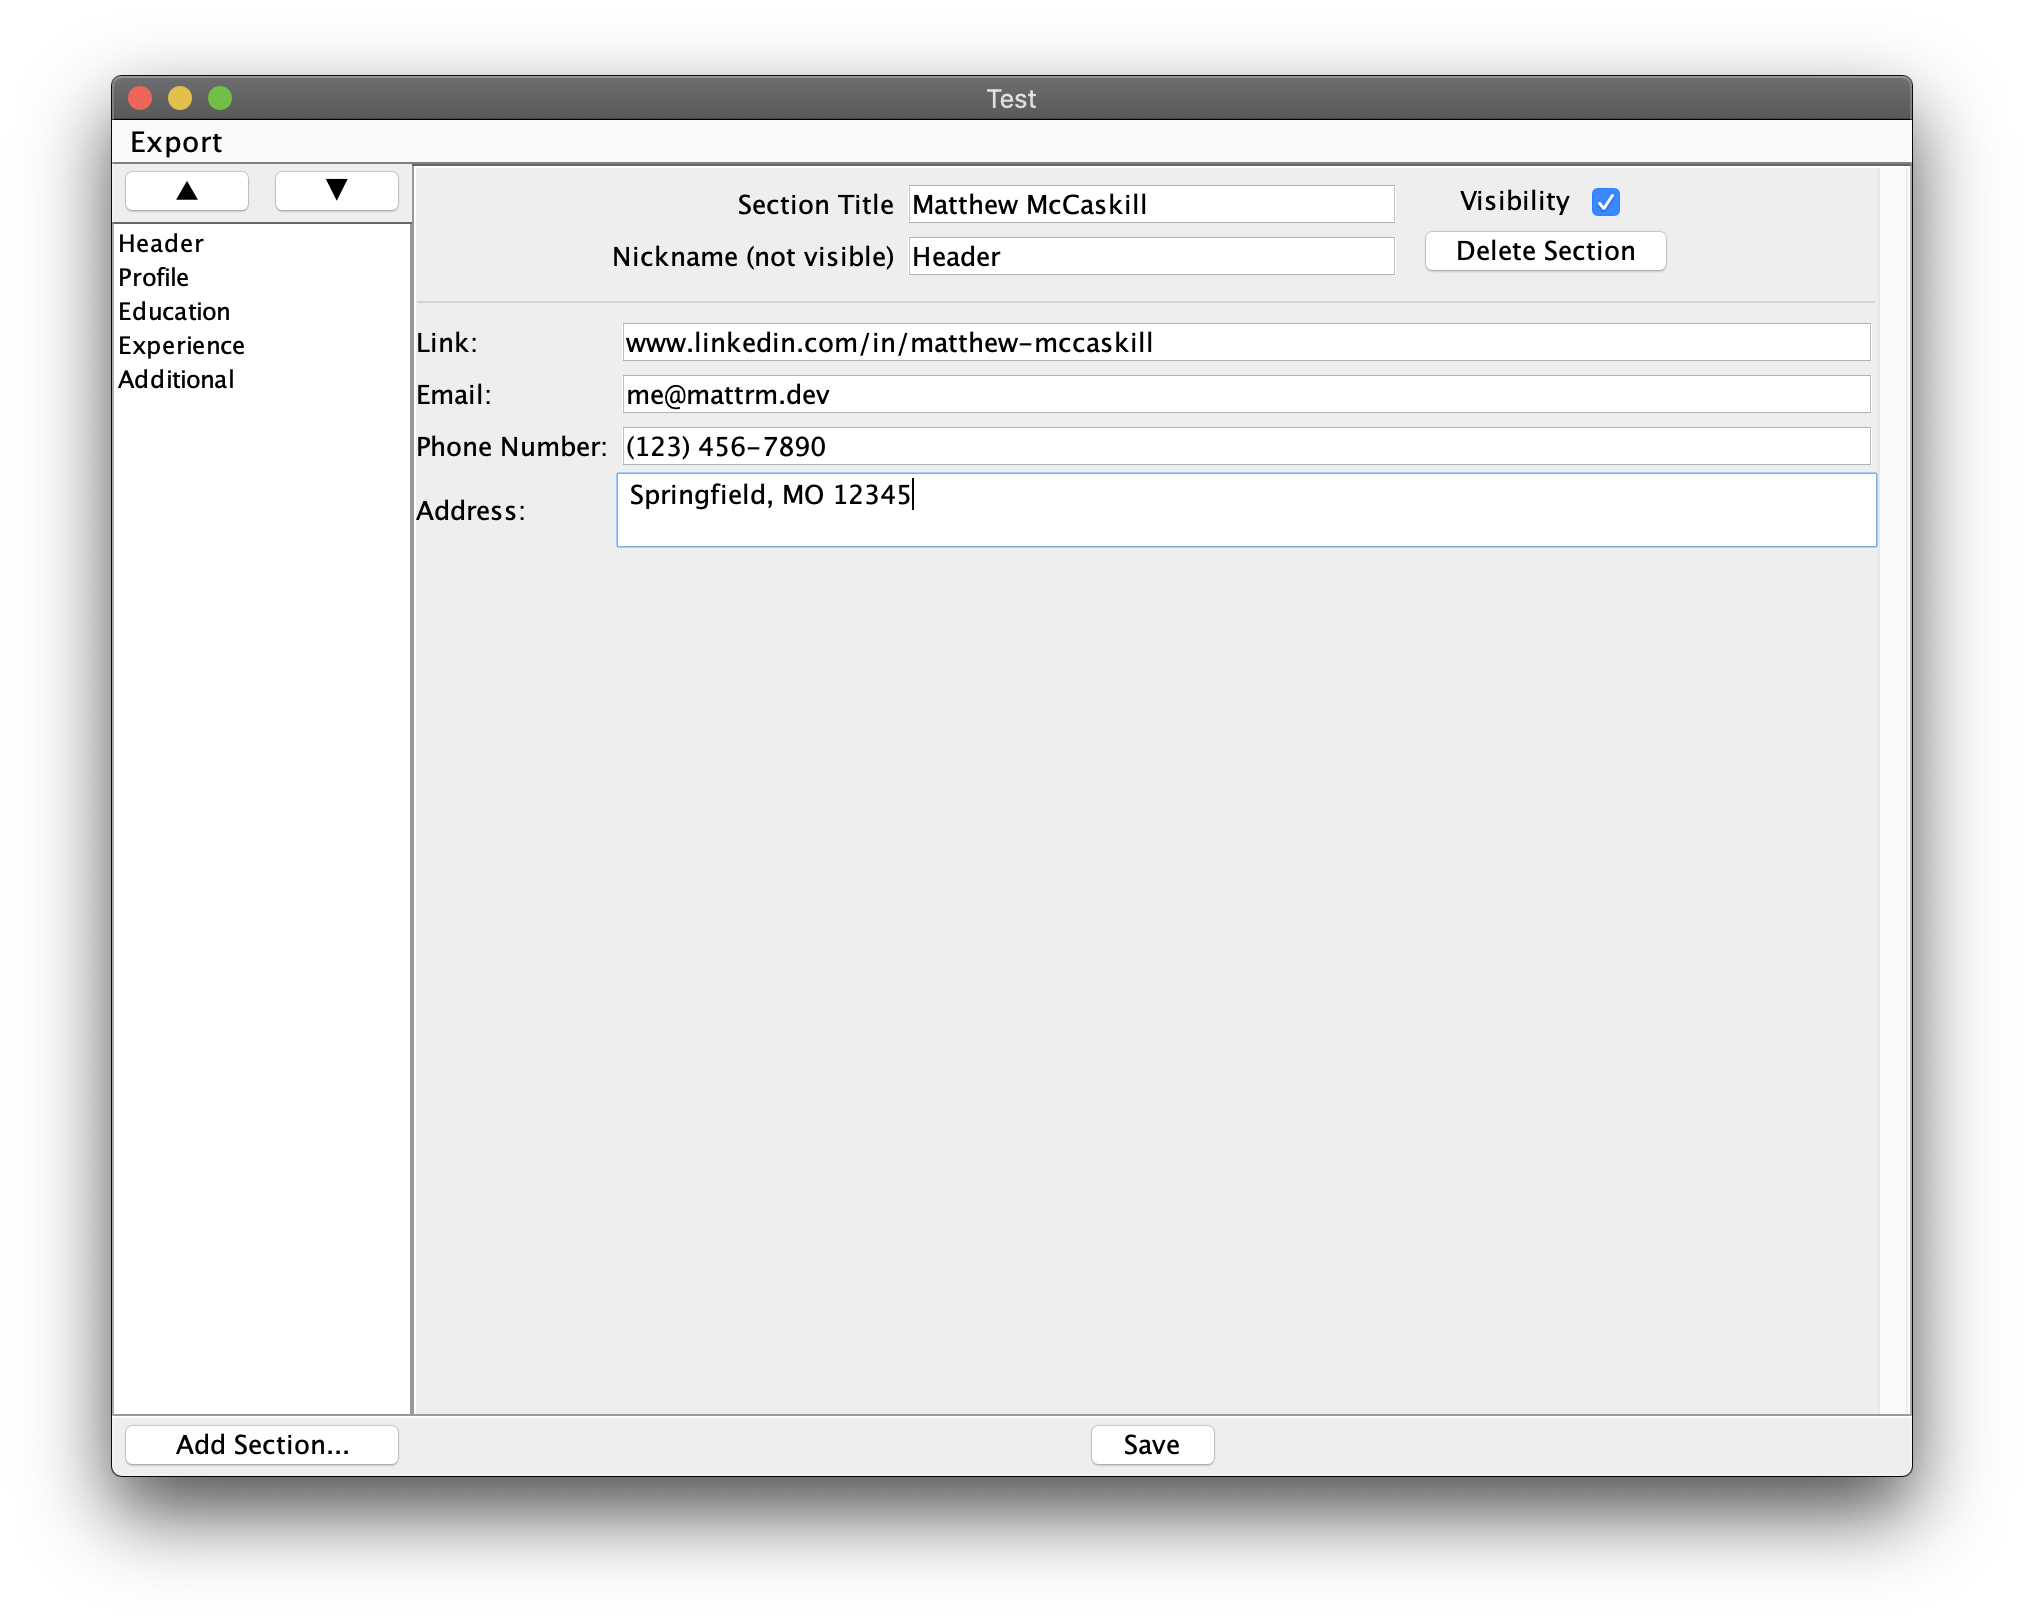 Test
Export
▲ ▼
Header
Profile
Education
Experience
Additional
Section Title Matthew McCaskill Visibility
Nickname (not visible) Header Delete Section
Link: www.linkedin.com/in/matthew-mccaskill
Email: me@mattrm.dev
Phone Number: (123) 456-7890
Address: Springfield, MO 12345
Add Section...
Save